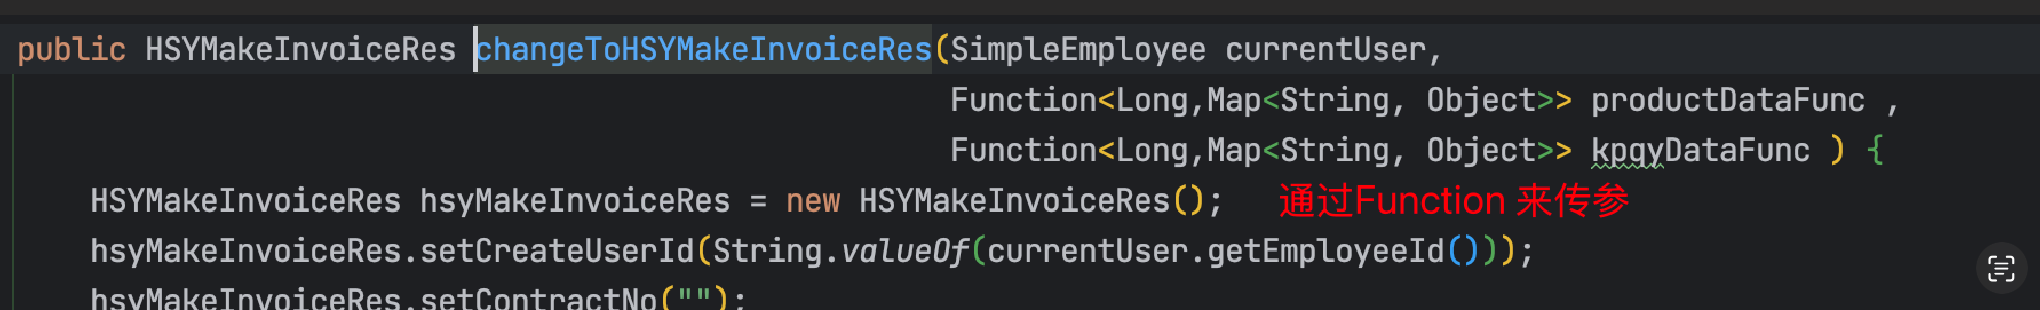 public HSYMakeInvoiceRes changeToHSYMakeInvoiceRes(SimpleEmployee currentUser,
Function<Long,Map<String, Object>> productDataFunc ,
Function<Long,Map<String, Object>> kpqyDataFunc ) {
HSYMakeInvoiceRes hsyMakeInvoiceRes = new HSYMakeInvoiceRes(); 通过Function 来传参
hsyMakeInvoiceRes.setCreateUserId(String.valueOf(currentUser.getEmployeeId()));
hsyMakeInvoiceRes.setContractNo("");